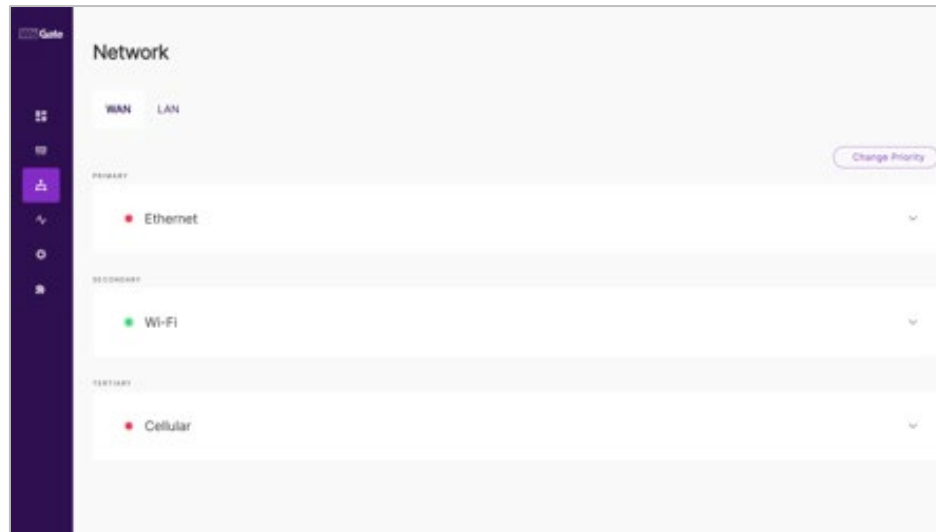 Gate
Network
WAN LAN
Change Priority
PRIMARY
Ethernet
SECONDARY
Wi-Fi
TERTIARY
Cellular